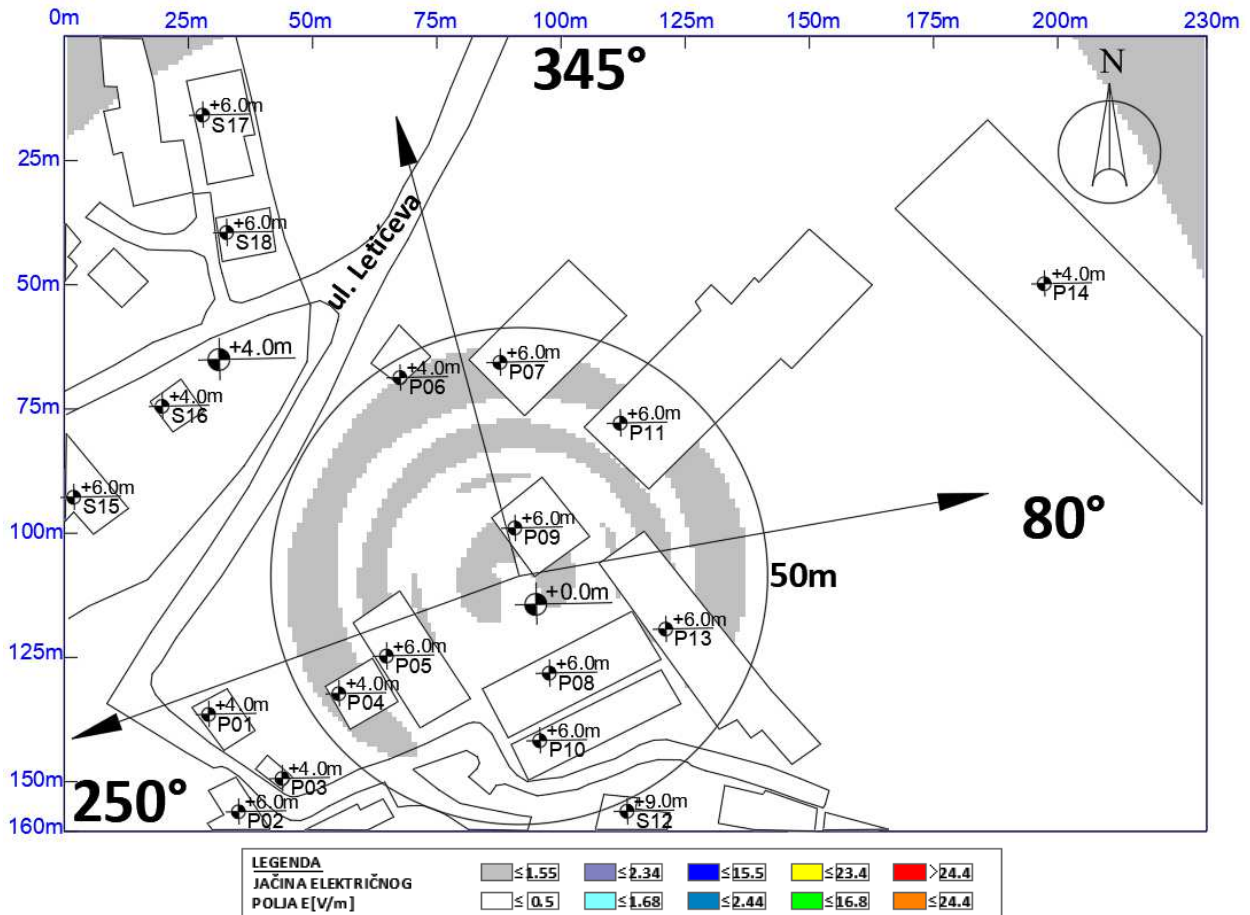 0m 25m 50m 75m 100m 125m 150m 200m 230m
345°
N
+6.0m
S17
25m
+6.0m
S18
ul. Letićeva
50m
+4.0m
P14
+4.0m
+4.0m
P06
+6.0m
P07
75m
+4.0m
S16
+6.0m
P11
+6.0m
S15
80°
100m
+6.0m
P09
50m
+0.0m
125m
+6.0m
P13
+6.0m
P05
+6.0m
P08
+4.0m
P04
+4.0m
P01
+6.0m
P10
150m
+4.0m
P03
250°
+6.0m
P02
+9.0m
S12
160m
LEGENDA
JAČINA ELEKTRIČNOG
POLJA E[V/m]
≤1.55 ≤2.34 ≤15.5 ≤23.4 >24.4
≤0.5 ≤1.68 ≤2.44 ≤16.8 ≤24.4